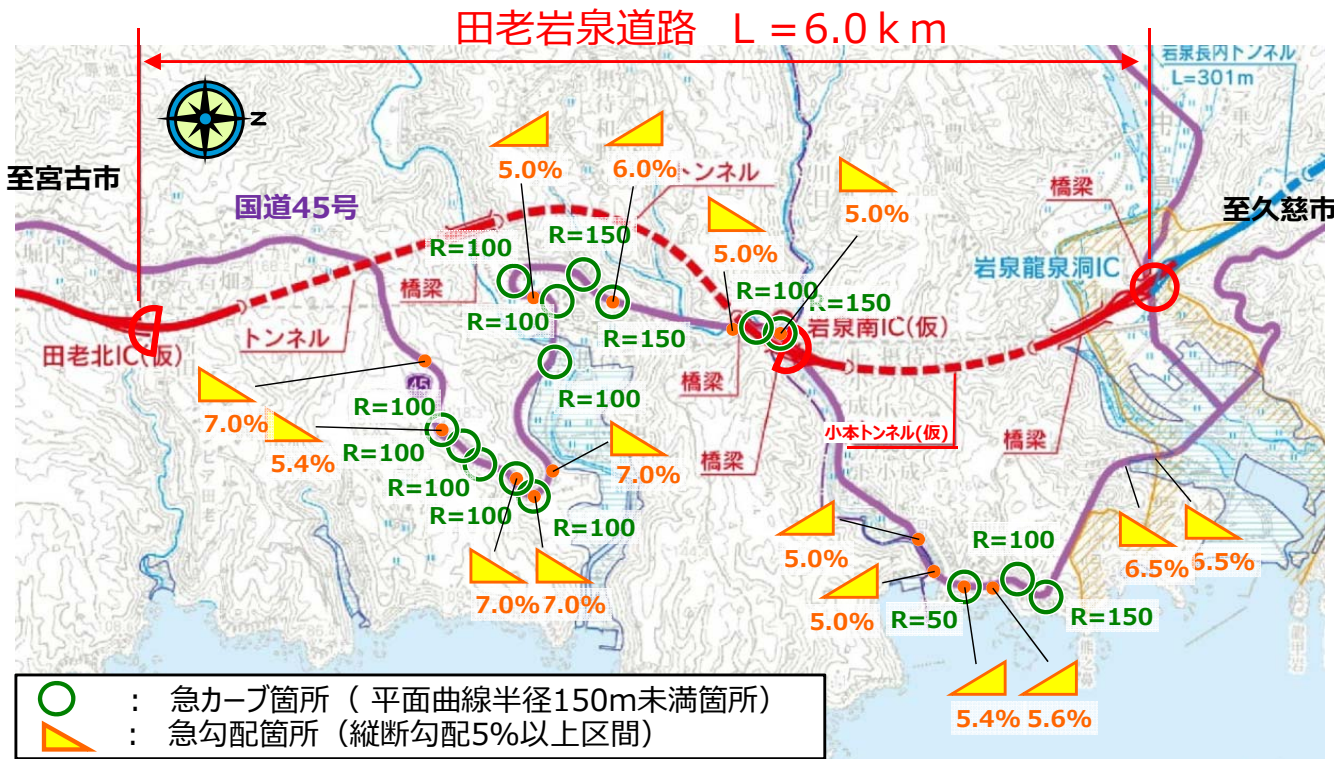 田老岩泉道路 L＝6.0ｋｍ
岩泉長内トンネル
L=301m
N
至宮古市
国道45号
5.0%
6.0%
トンネル
5.0%
5.0%
橋梁
至久慈市
R=100
R=150
橋梁
R=100
R=150
R=100
R=150
岩泉龍泉洞IC
岩泉南IC(仮)
田老北IC(仮)
トンネル
橋梁
R=100
45
7.0%
5.4%
R=100
R=100
R=100
R=100
R=100
7.0%
7.0%
7.0%
小本トンネル(仮)
橋梁
橋梁
5.0%
5.0%
R=50
R=100
R=150
6.5%
6.5%
5.4%
5.6%
： 急カーブ箇所（ 平面曲線半径150m未満箇所）
： 急勾配箇所（縦断勾配5%以上区間）